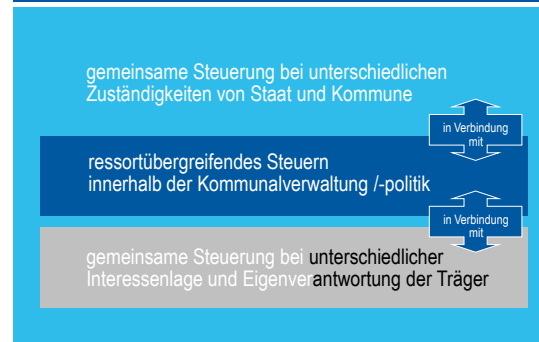 gemeinsame Steuerung bei unterschiedlichen
Zuständigkeiten von Staat und Kommune
in Verbindung
mit
ressortübergreifendes Steuern
innerhalb der Kommunalverwaltung /-politik
in Verbindung
mit
gemeinsame Steuerung bei unterschiedlicher
Interessenlage und Eigenverantwortung der Träger